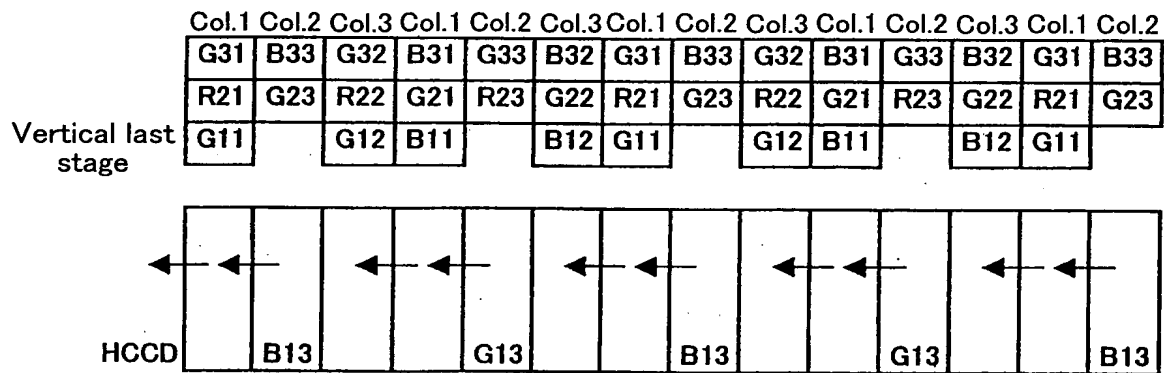 Col.1 Col.2 Col.3 Col.1 Col.2 Col.3 Col.1 Col.2 Col.3 Col.1 Col.2 Col.3 Col.1 Col.2
G31 B33 G32 B31 G33 B32 G31 B33 G32 B31 G33 B32 G31 B33
R21 G23 R22 G21 R23 G22 R21 G23 R22 G21 R23 G22 R21 G23
Vertical last stage G11 G12 B11 B12 G11 G12 B11 B12 G11
HCCD B13 G13 B13 G13 B13